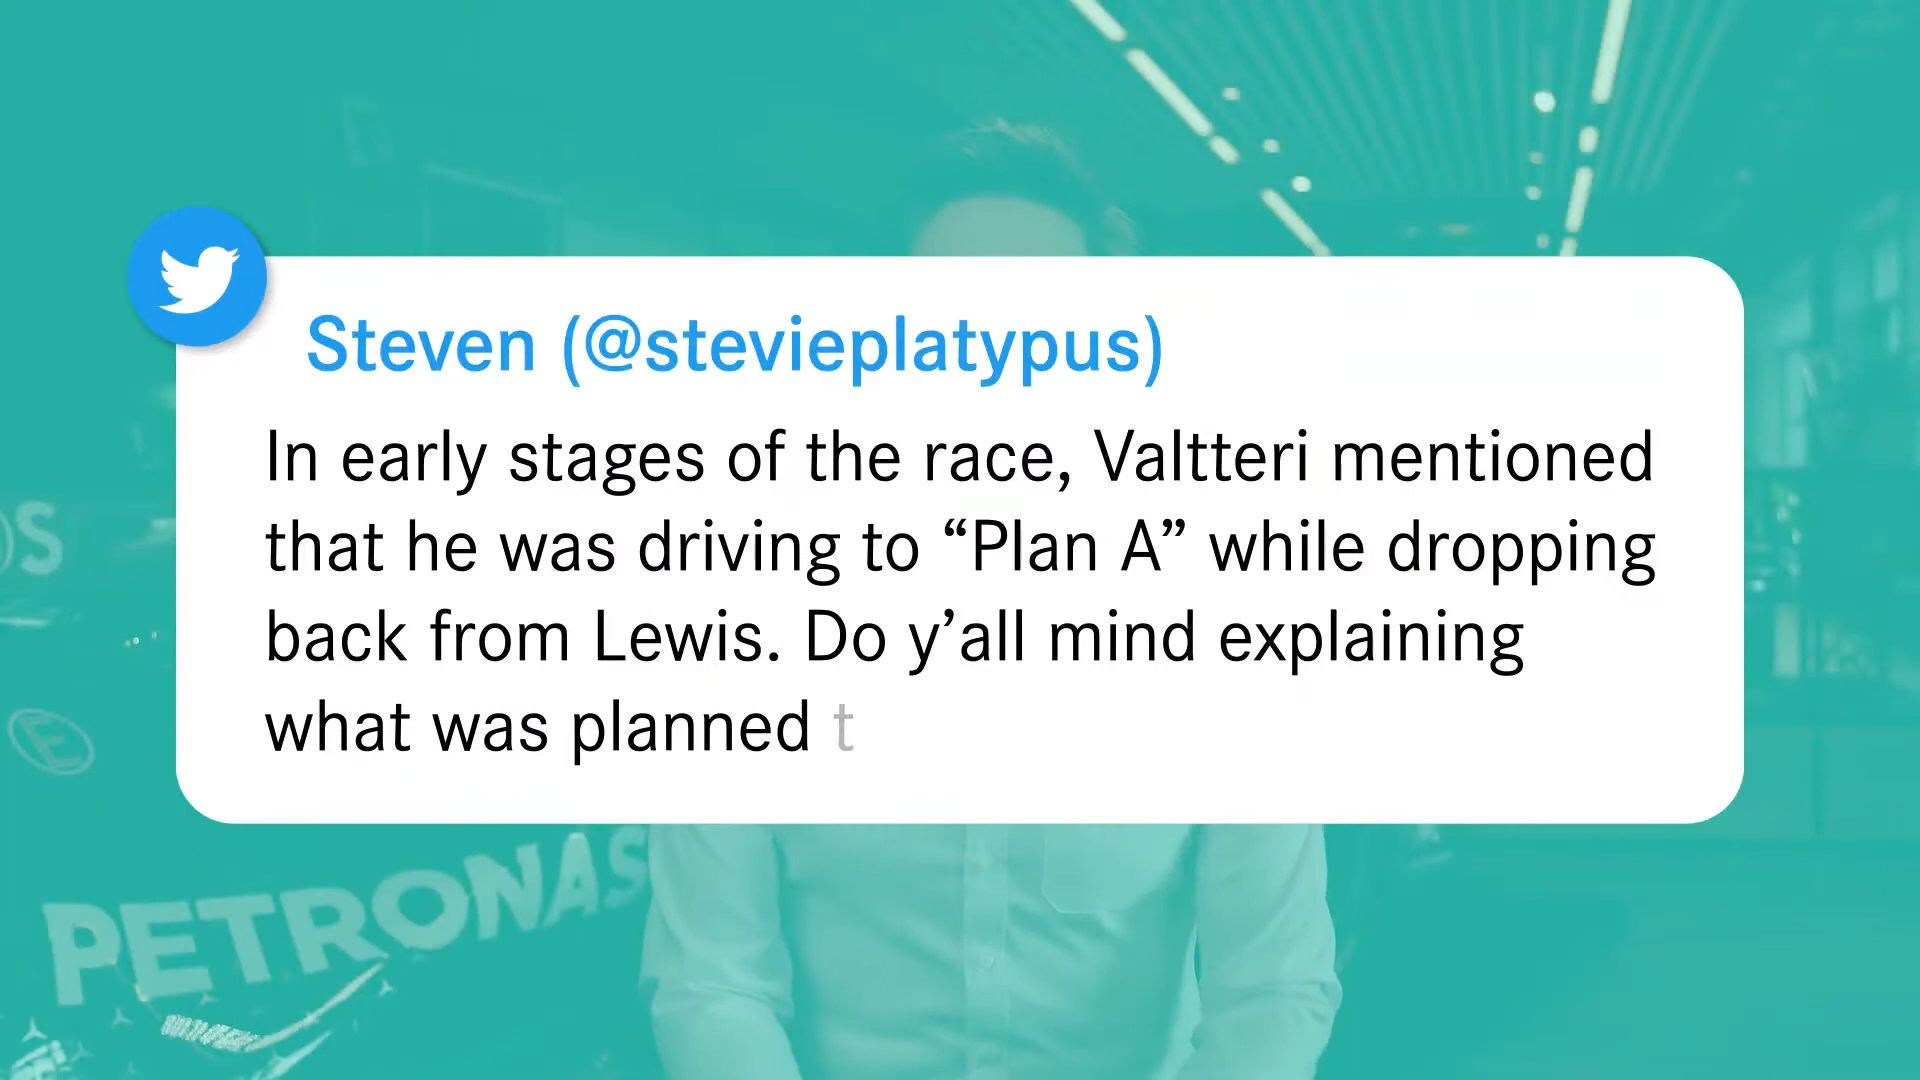 Steven (@stevieplatypus)
In early stages of the race, Valtteri mentioned
that he was driving to “Plan A” while dropping
back from Lewis. Do y’all mind explaining
what was planned t
OS
E
PETRONAS